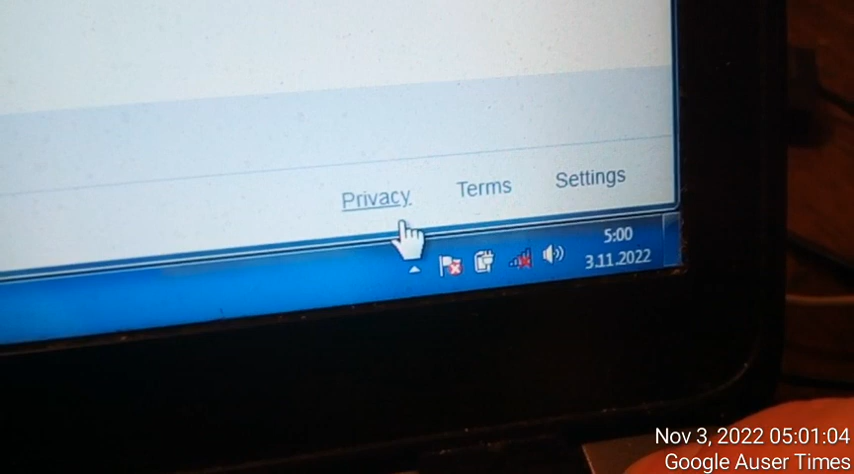 Privacy Terms Settings
5:00
3.11.2022
Nov 3, 2022 05:01:04
Google Auser Times